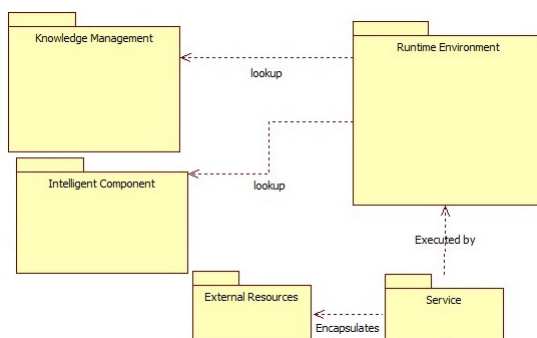 Knowledge Management
Runtime Environment
lookup
Intelligent Component
lookup
Executed by
External Resources
Service
Encapsulates